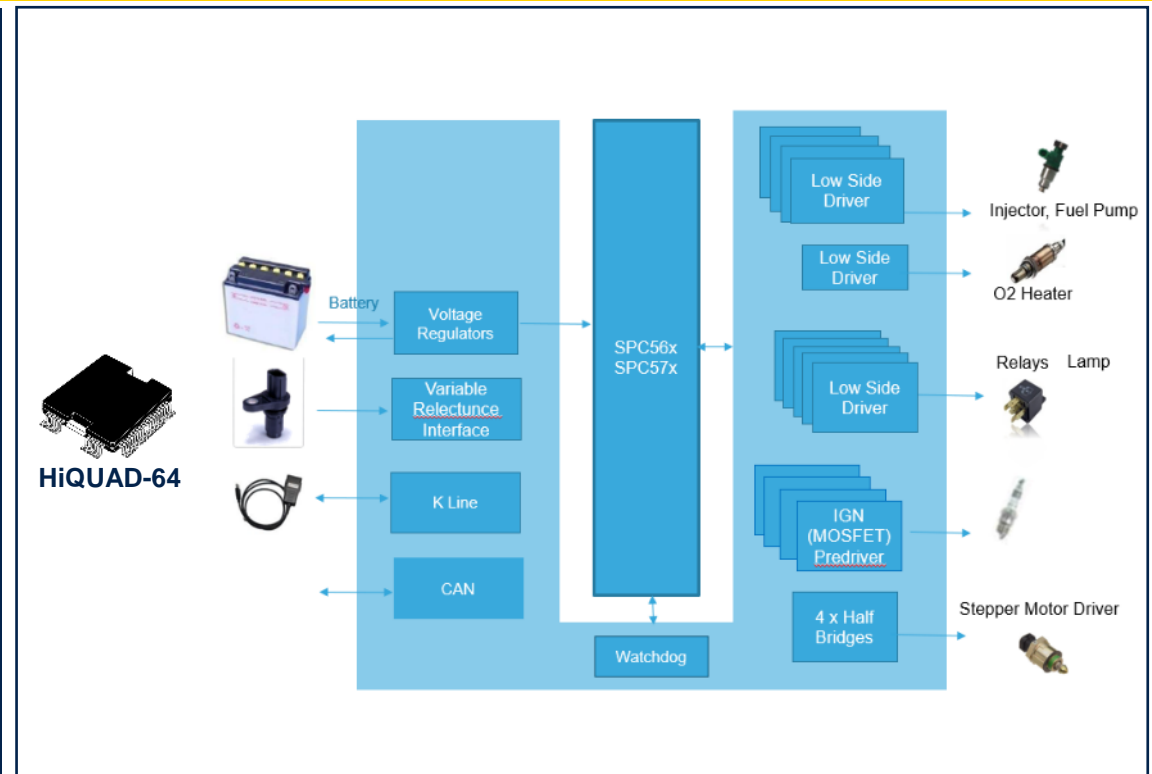 HiQUAD-64
Battery
Voltage
Regulators
Variable
Relectunce
Interface
K Line
CAN
SPC56x
SPC57x
Watchdog
Low Side
Driver
Injector, Fuel Pump
Low Side
Driver
O2 Heater
Low Side
Driver
Relays Lamp
IGN
(MOSFET)
Predriver
4 x Half
Bridges
Stepper Motor Driver